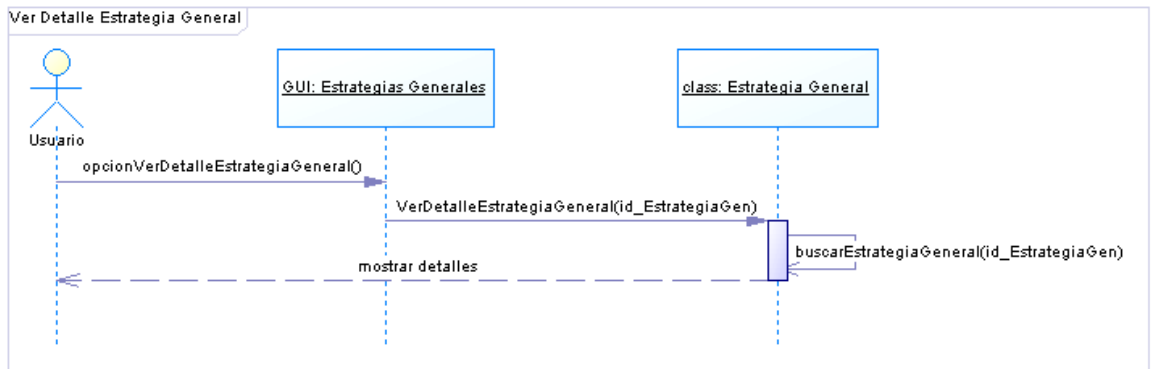 Ver Detalle Estrategia General
GUI: Estrategias Generales
class: Estrategia General
Usuario
opcionVerDetalleEstrategiaGeneral()
VerDetalleEstrategiaGeneral(id_EstrategiaGen)
buscarEstrategiaGeneral(id_EstrategiaGen)
mostrar detalles